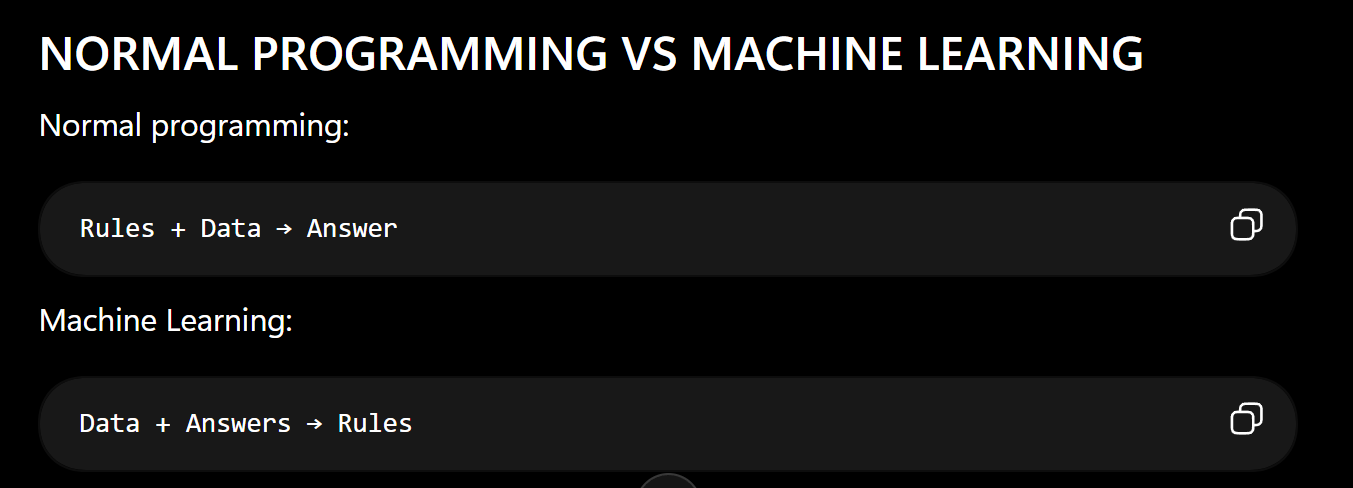 NORMAL PROGRAMMING VS MACHINE LEARNING
Normal programming:
Rules + Data → Answer
Machine Learning:
Data + Answers → Rules